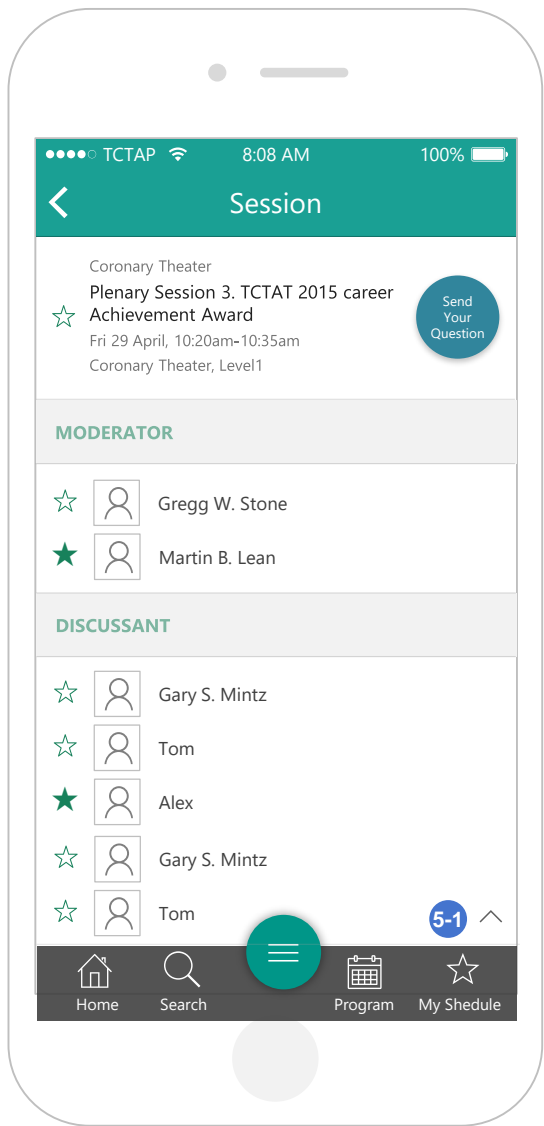 TCTAP 8:08 AM 100%
Session
Coronary Theater
Plenary Session 3. TCTAT 2015 career
Achievement Award
Fri 29 April, 10:20am-10:35am
Coronary Theater, Level1
Send
Your
Question
MODERATOR
Gregg W. Stone
Martin B. Lean
DISCUSSANT
Gary S. Mintz
Tom
Alex
Gary S. Mintz
Tom
5-1
Home Search Program My Shedule